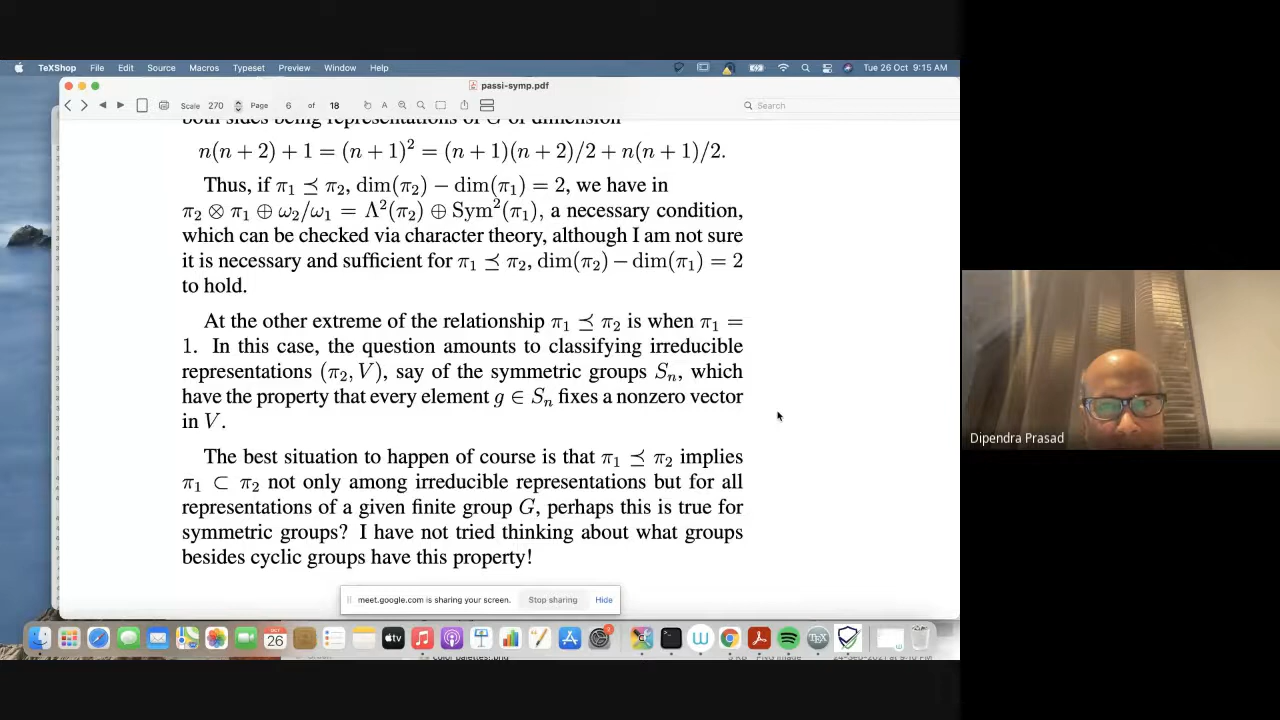 TeXShop File Edit Source Macros Typeset Preview Window Help Tue 26 Oct 9:15 AM
passi-symp.pdf
Scale 270 Page 6 of 18 Search
both sides being representations of G of dimension
n(n + 2) + 1 = (n + 1)² = (n + 1)(n + 2)/2 + n(n + 1)/2.
Thus, if π₁ ⪯ π₂, dim(π₂) − dim(π₁) = 2, we have in
π₂ ⊗ π₁ ⊕ ω₂/ω₁ = Λ²(π₂) ⊕ Sym²(π₁), a necessary condition,
which can be checked via character theory, although I am not sure
it is necessary and sufficient for π₁ ⪯ π₂, dim(π₂) − dim(π₁) = 2
to hold.
At the other extreme of the relationship π₁ ⪯ π₂ is when π₁ =
1. In this case, the question amounts to classifying irreducible
representations (π₂, V), say of the symmetric groups Sₙ, which
have the property that every element g ∈ Sₙ fixes a nonzero vector
in V.
The best situation to happen of course is that π₁ ⪯ π₂ implies
π₁ ⊂ π₂ not only among irreducible representations but for all
representations of a given finite group G, perhaps this is true for
symmetric groups? I have not tried thinking about what groups
besides cyclic groups have this property!
meet.google.com is sharing your screen. Stop sharing Hide
Dipendra Prasad